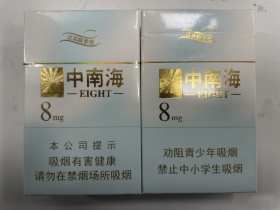 中南海
EIGHT
8mg
本公司提示
吸烟有害健康
请勿在禁烟场所吸烟
中南海
EIGHT
8mg
劝阻青少年吸烟
禁止中小学生吸烟